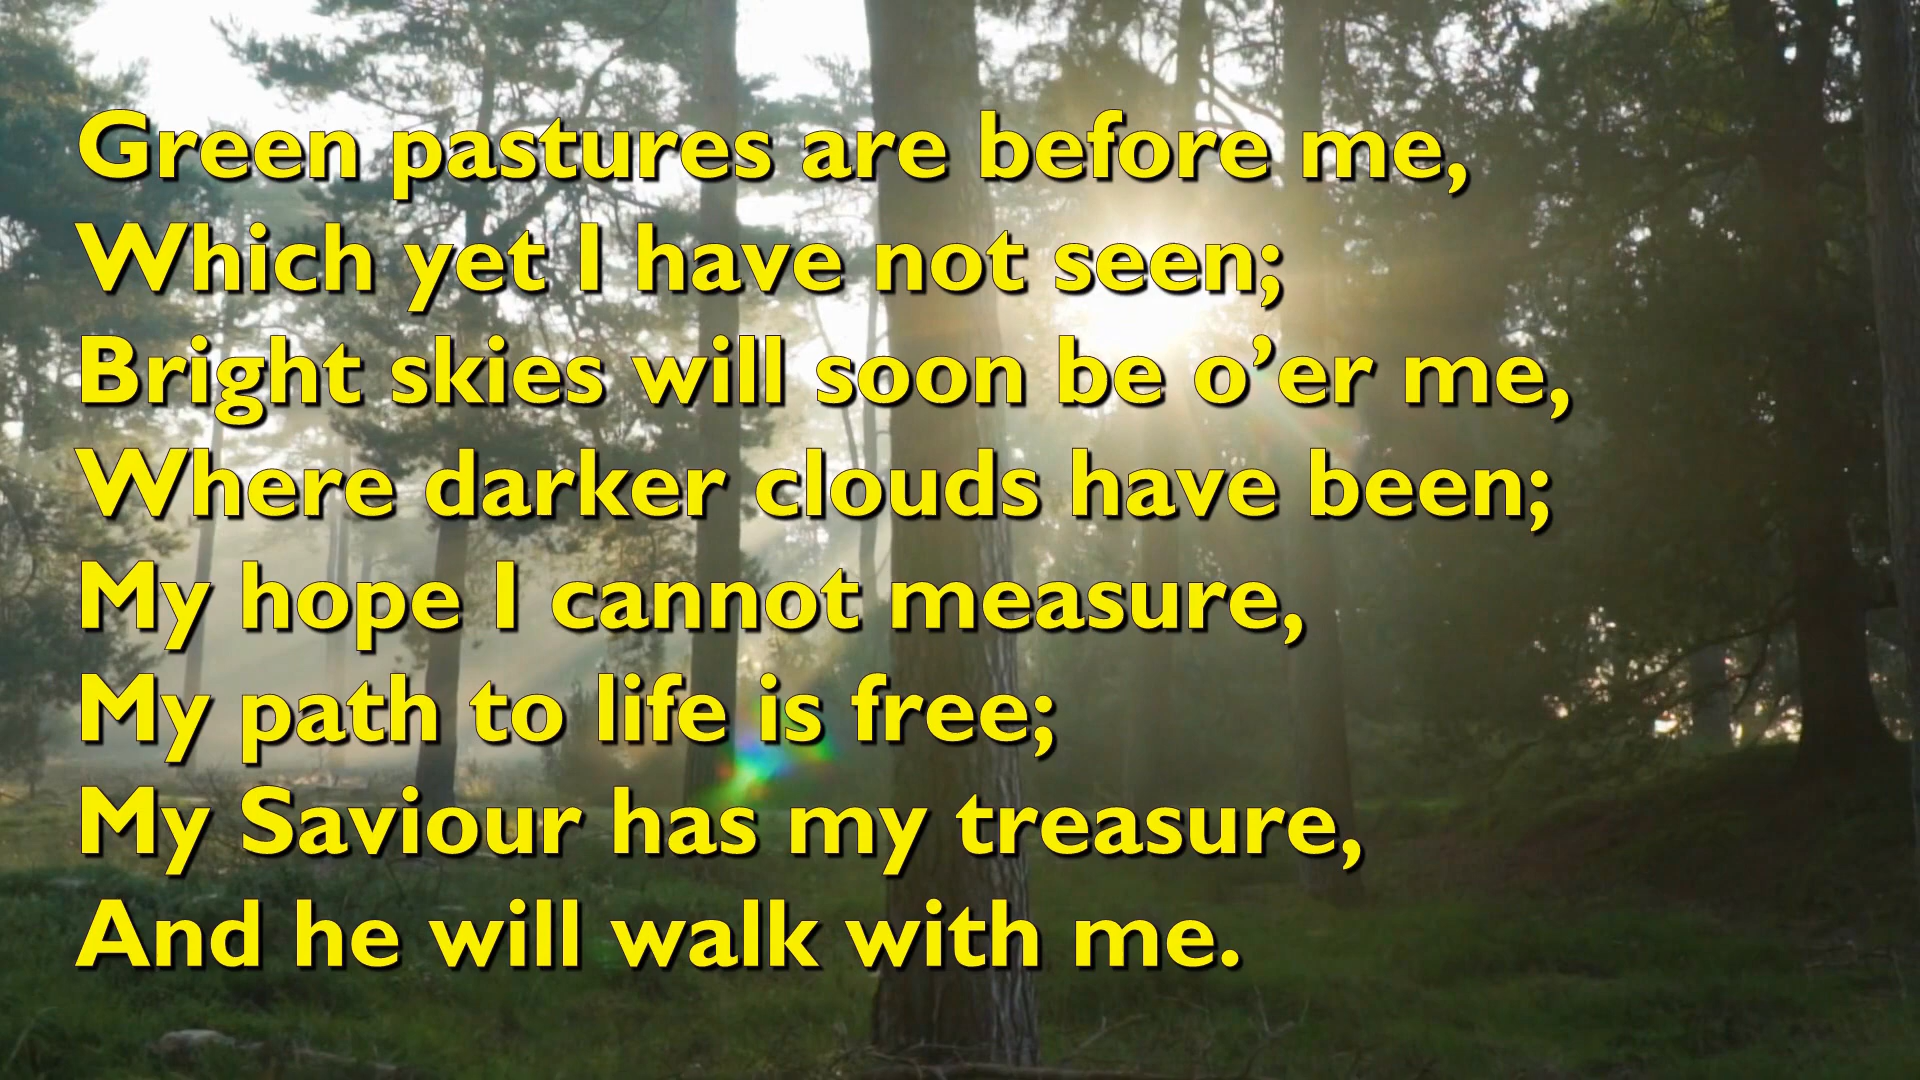 Green pastures are before me,
Which yet I have not seen;
Bright skies will soon be o’er me,
Where darker clouds have been;
My hope I cannot measure,
My path to life is free;
My Saviour has my treasure,
And he will walk with me.